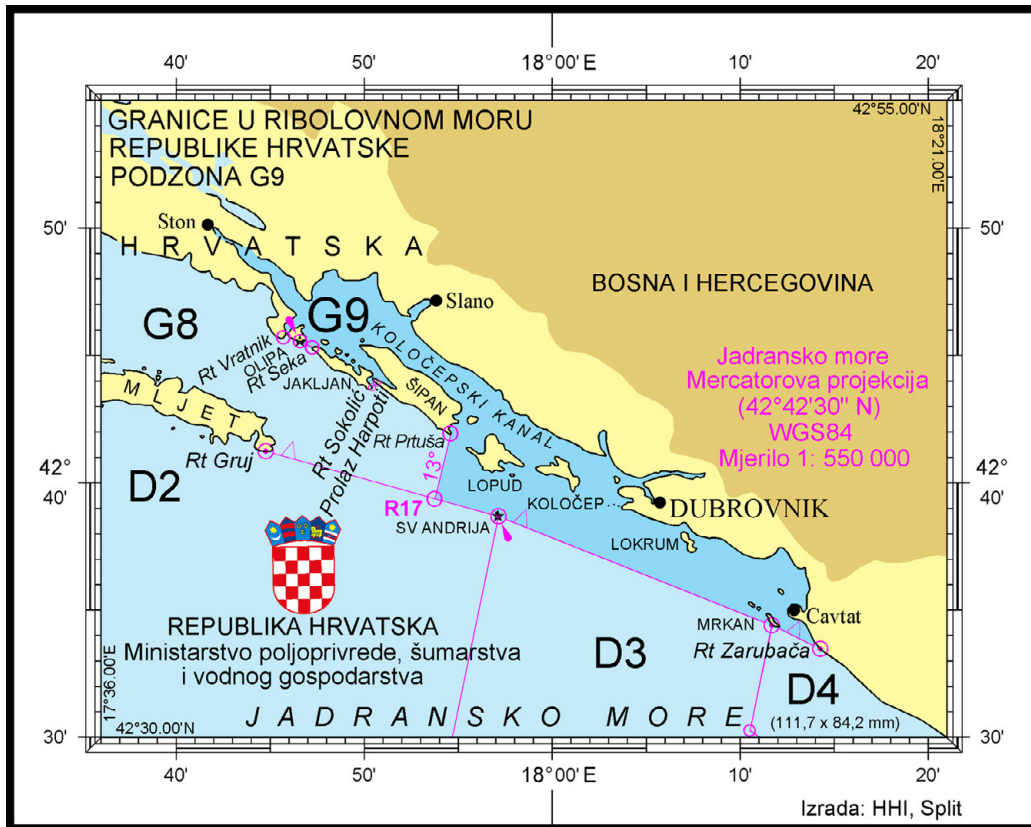 40' 50' 18°00' E 10' 20'
42°55.00'N
18°21.00'E
GRANICE U RIBOLOVNOM MORU
REPUBLIKE HRVATSKE
PODZONA G9
50'
Ston
50'
HRVATSKA
BOSNA I HERCEGOVINA
Slano
G9
G8
KOLOČEPSKI KANAL
Rt Vratnik
OLIPA
Rt Seka
JAKLJAN
ŠIPAN
Jadransko more
Mercatorova projekcija
(42°42'30" N)
WGS84
Mjerilo 1: 550 000
MLJET
Rt Sokolić
Prolaz Harpoti
Rt Prtuša
Rt Gruj
13°
42°
40'
42°
40'
D2
LOPUD
R17
KOLOČEP
DUBROVNIK
SV ANDRIJA
LOKRUM
REPUBLIKA HRVATSKA
Ministarstvo poljoprivrede, šumarstva
i vodnog gospodarstva
MRKAN
Cavtat
Rt Zarubača
D3
D4
17°36.00'E
42°30.00'N
JADRANSKO MORE
(111,7 x 84,2 mm)
30'
30'
40' 50' 18°00' E 10' 20'
Izrada: HHI, Split